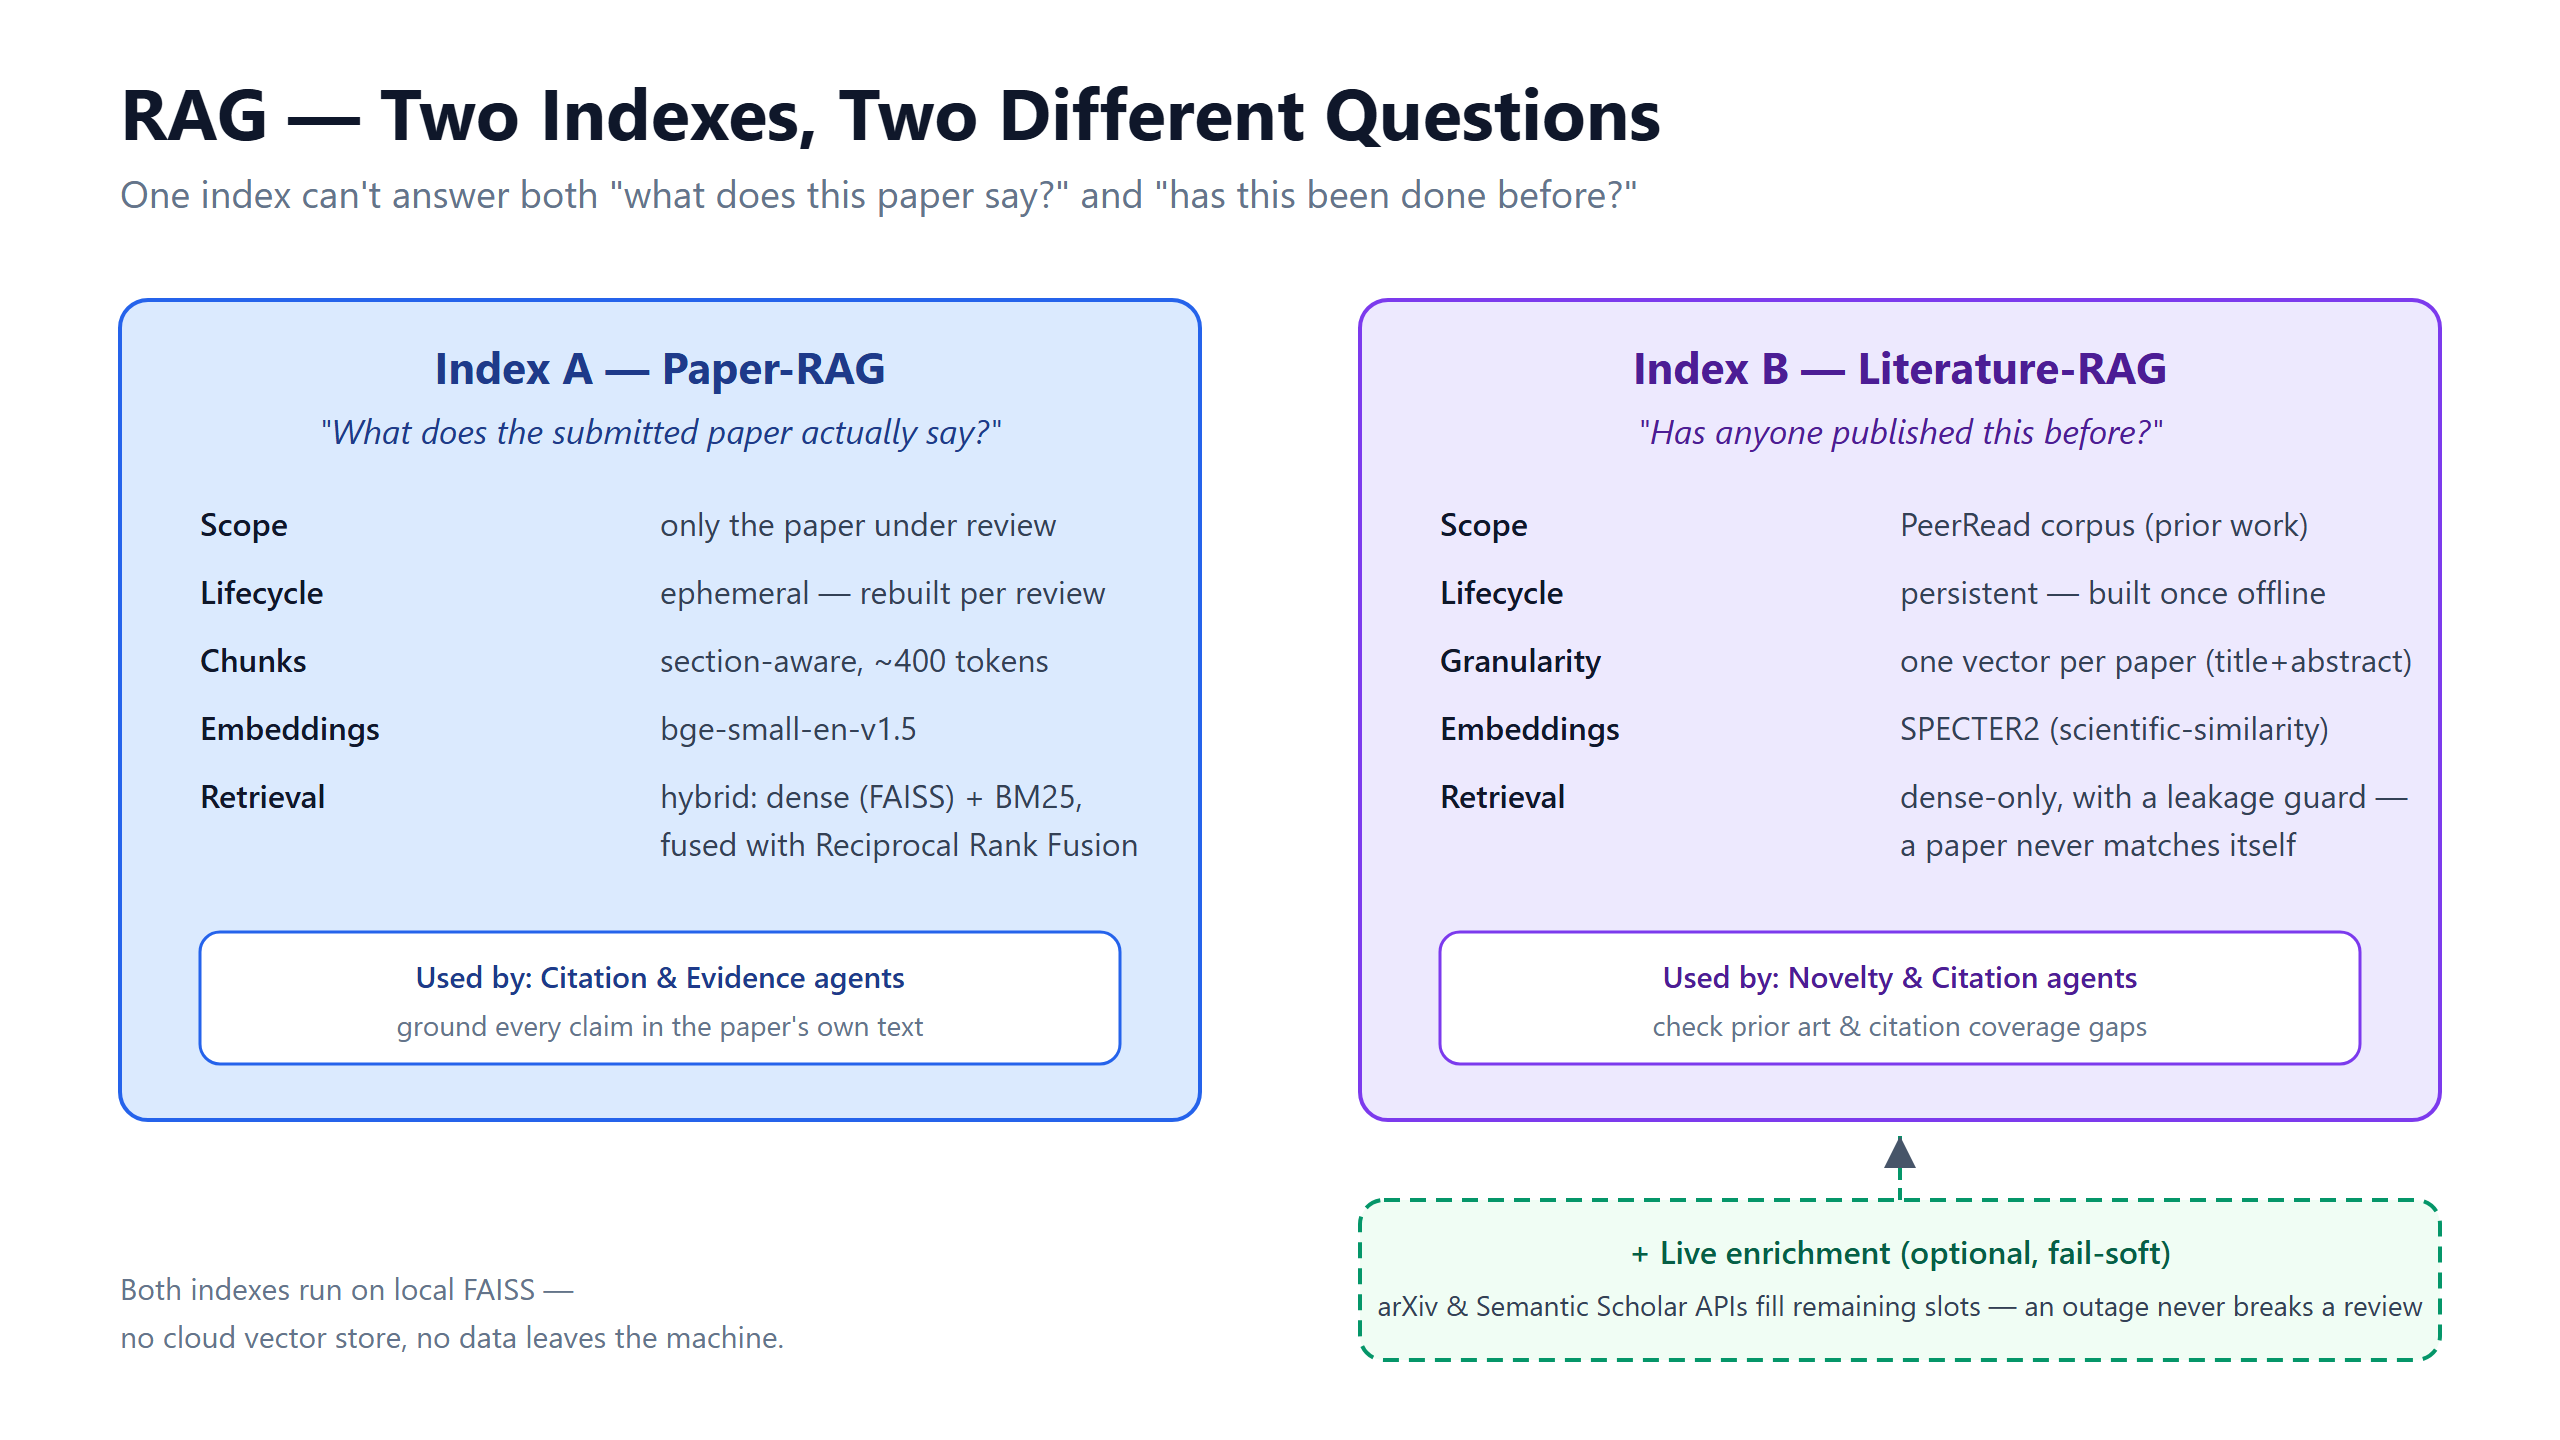 RAG — Two Indexes, Two Different Questions
One index can't answer both "what does this paper say?" and "has this been done before?"
Index A — Paper-RAG
"What does the submitted paper actually say?"
Scope only the paper under review
Lifecycle ephemeral — rebuilt per review
Chunks section-aware, ~400 tokens
Embeddings bge-small-en-v1.5
Retrieval hybrid: dense (FAISS) + BM25,
fused with Reciprocal Rank Fusion
Used by: Citation & Evidence agents
ground every claim in the paper's own text
Index B — Literature-RAG
"Has anyone published this before?"
Scope PeerRead corpus (prior work)
Lifecycle persistent — built once offline
Granularity one vector per paper (title+abstract)
Embeddings SPECTER2 (scientific-similarity)
Retrieval dense-only, with a leakage guard —
a paper never matches itself
Used by: Novelty & Citation agents
check prior art & citation coverage gaps
+ Live enrichment (optional, fail-soft)
arXiv & Semantic Scholar APIs fill remaining slots — an outage never breaks a review
Both indexes run on local FAISS —
no cloud vector store, no data leaves the machine.